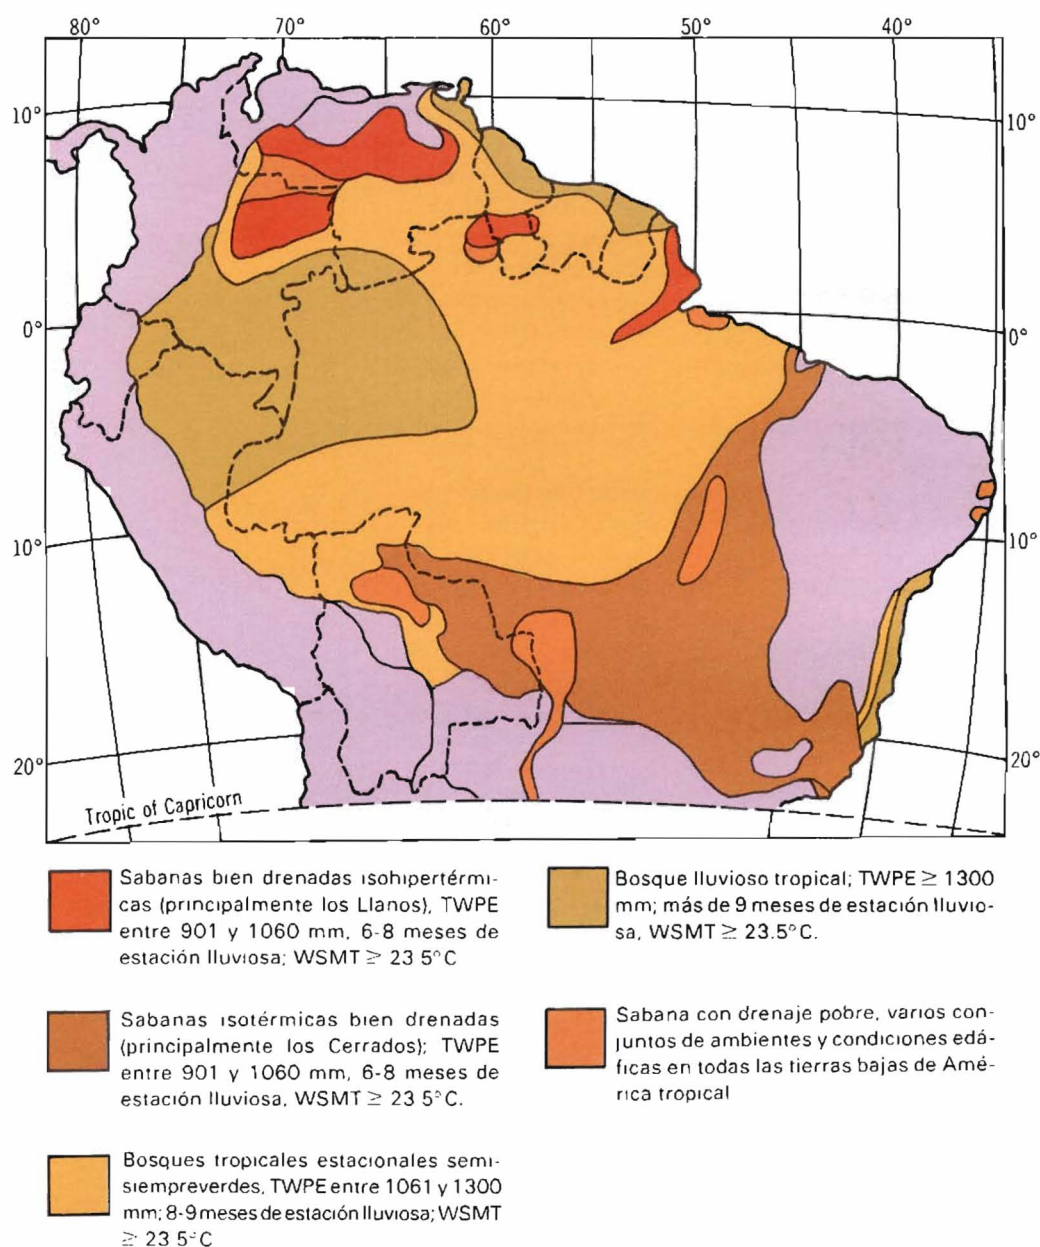 80° 70° 60° 50° 40°
10° 10°
0° 0°
10° 10°
20° 20°
Tropic of Capricorn
Sabanas bien drenadas isohipertérmi-
cas (principalmente los Llanos), TWPE
entre 901 y 1060 mm, 6-8 meses de
estación lluviosa; WSMT ≥ 23 5°C
Sabanas isotérmicas bien drenadas
(principalmente los Cerrados); TWPE
entre 901 y 1060 mm, 6-8 meses de
estación lluviosa, WSMT ≥ 23 5°C.
Bosques tropicales estacionales semi-
siempreverdes, TWPE entre 1061 y 1300
mm; 8-9 meses de estación lluviosa; WSMT
≥ 23 5°C
Bosque lluvioso tropical; TWPE ≥ 1300
mm; más de 9 meses de estación lluvio-
sa, WSMT ≥ 23.5°C.
Sabana con drenaje pobre, varios con-
juntos de ambientes y condiciones edá-
ficas en todas las tierras bajas de Amé-
rica tropical